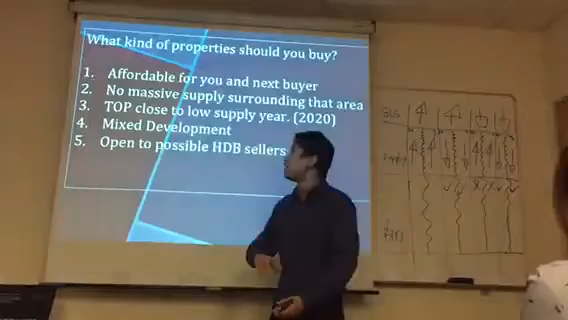 What kind of properties should you buy?
1. Affordable for you and next buyer
2. No massive supply surrounding that area
3. TOP close to low supply year. (2020)
4. Mixed Development
5. Open to possible HDB sellers